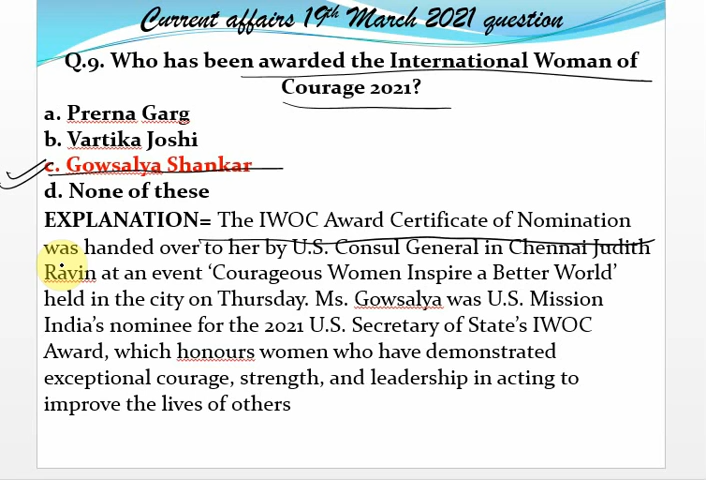 Current affairs 19th March 2021 question
Q.9. Who has been awarded the International Woman of
Courage 2021?
a. Prerna Garg
b. Vartika Joshi
c. Gowsalya Shankar
d. None of these
EXPLANATION= The IWOC Award Certificate of Nomination
was handed over to her by U.S. Consul General in Chennai Judith
Ravin at an event ‘Courageous Women Inspire a Better World’
held in the city on Thursday. Ms. Gowsalya was U.S. Mission
India’s nominee for the 2021 U.S. Secretary of State’s IWOC
Award, which honours women who have demonstrated
exceptional courage, strength, and leadership in acting to
improve the lives of others